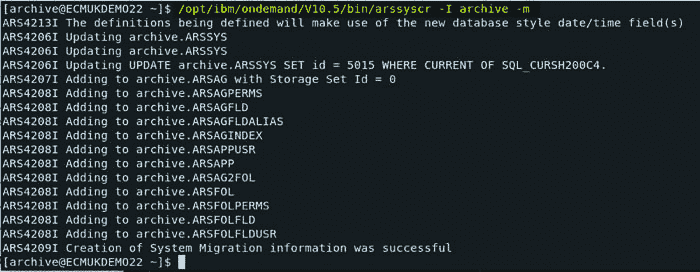 [archive@ECMUKDEMO22 ~]$ /opt/ibm/ondemand/V10.5/bin/arssyscr -I archive -m
ARS4213I The definitions being defined will make use of the new database style date/time field(s)
ARS4206I Updating archive.ARSSYS
ARS4206I Updating archive.ARSSYS
ARS4206I Updating UPDATE archive.ARSSYS SET id = 5015 WHERE CURRENT OF SQL_CURSH200C4.
ARS4207I Adding to archive.ARSAG with Storage Set Id = 0
ARS4208I Adding to archive.ARSAGPERMS
ARS4208I Adding to archive.ARSAGFLD
ARS4208I Adding to archive.ARSAGFLDALIAS
ARS4208I Adding to archive.ARSAGINDEX
ARS4208I Adding to archive.ARSAPPUSR
ARS4208I Adding to archive.ARSAPP
ARS4208I Adding to archive.ARSAG2FOL
ARS4208I Adding to archive.ARSFOL
ARS4208I Adding to archive.ARSFOLPERMS
ARS4208I Adding to archive.ARSFOLFLD
ARS4208I Adding to archive.ARSFOLFLDUSR
ARS4209I Creation of System Migration information was successful
[archive@ECMUKDEMO22 ~]$